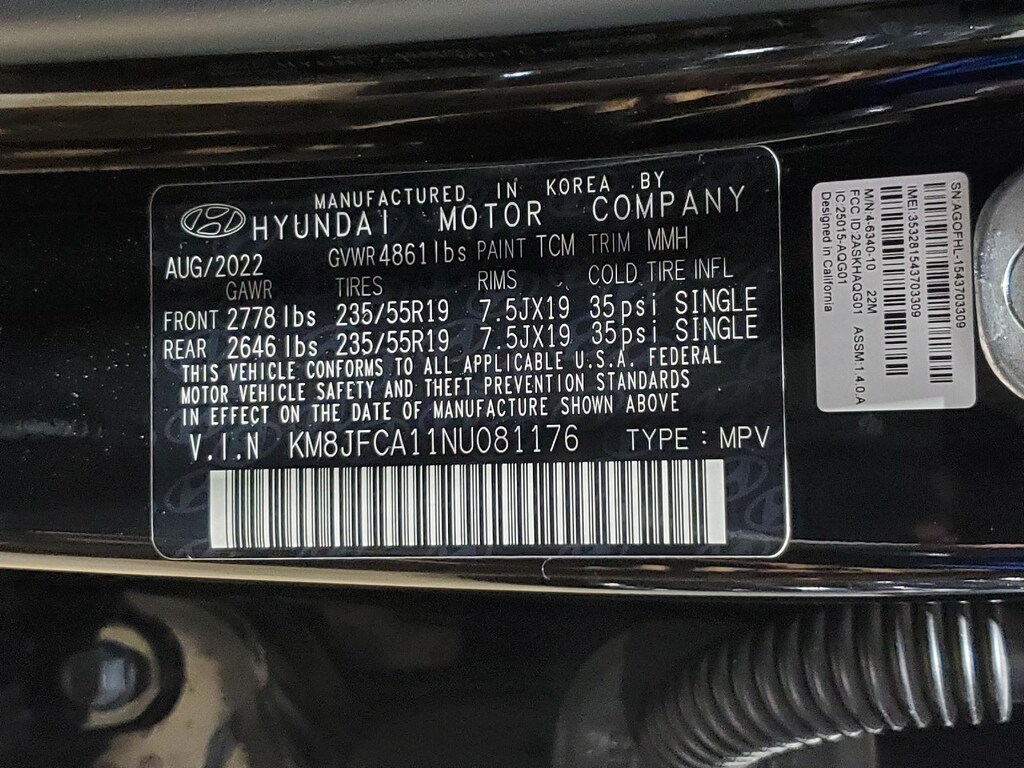 MANUFACTURED IN KOREA BY
HYUNDAI MOTOR COMPANY
AUG/2022 GVWR 4861lbs PAINT TCM TRIM MMH
GAWR TIRES RIMS COLD TIRE INFL
FRONT 2778 lbs 235/55R19 7.5JX19 35psi SINGLE
REAR 2646 lbs 235/55R19 7.5JX19 35psi SINGLE
THIS VEHICLE CONFORMS TO ALL APPLICABLE U.S.A. FEDERAL
MOTOR VEHICLE SAFETY AND THEFT PREVENTION STANDARDS
IN EFFECT ON THE DATE OF MANUFACTURE SHOWN ABOVE
V.I.N KM8JFCA11NU081176 TYPE : MPV
SN:AGOFHL-1543703309
IMEI:353281543703309
M/N:4-6340-10 22M
FCC ID:2ASKHAQG01 ASSM:1.4.0.A
IC:25015-AQG01
Designed in California